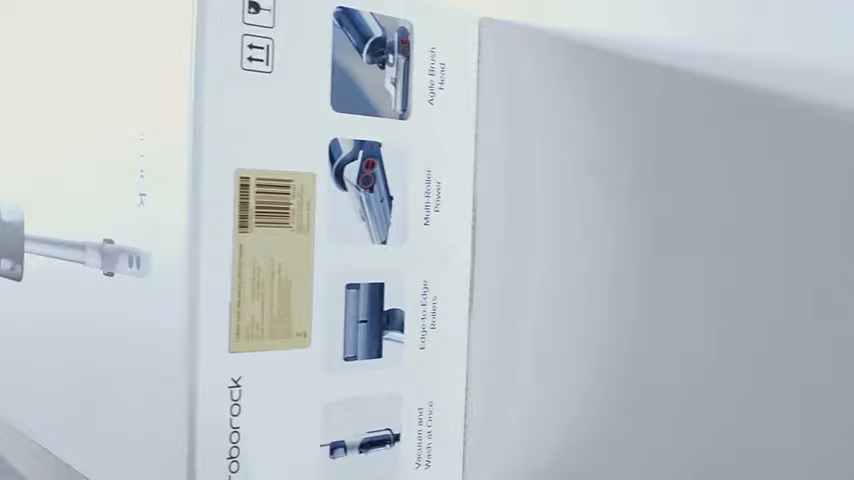 roborock
Vacuum and
Wash at Once
Edge-to-Edge
Rollers
Multi-Roller
Power
Agile Brush
Head